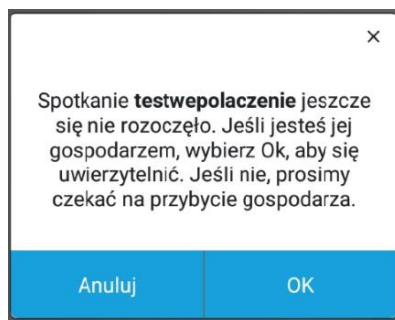 ×
Spotkanie testwepolaczenie jeszcze
się nie rozoczęło. Jeśli jesteś jej
gospodarzem, wybierz Ok, aby się
uwierzytelnić. Jeśli nie, prosimy
czekać na przybycie gospodarza.
Anuluj OK